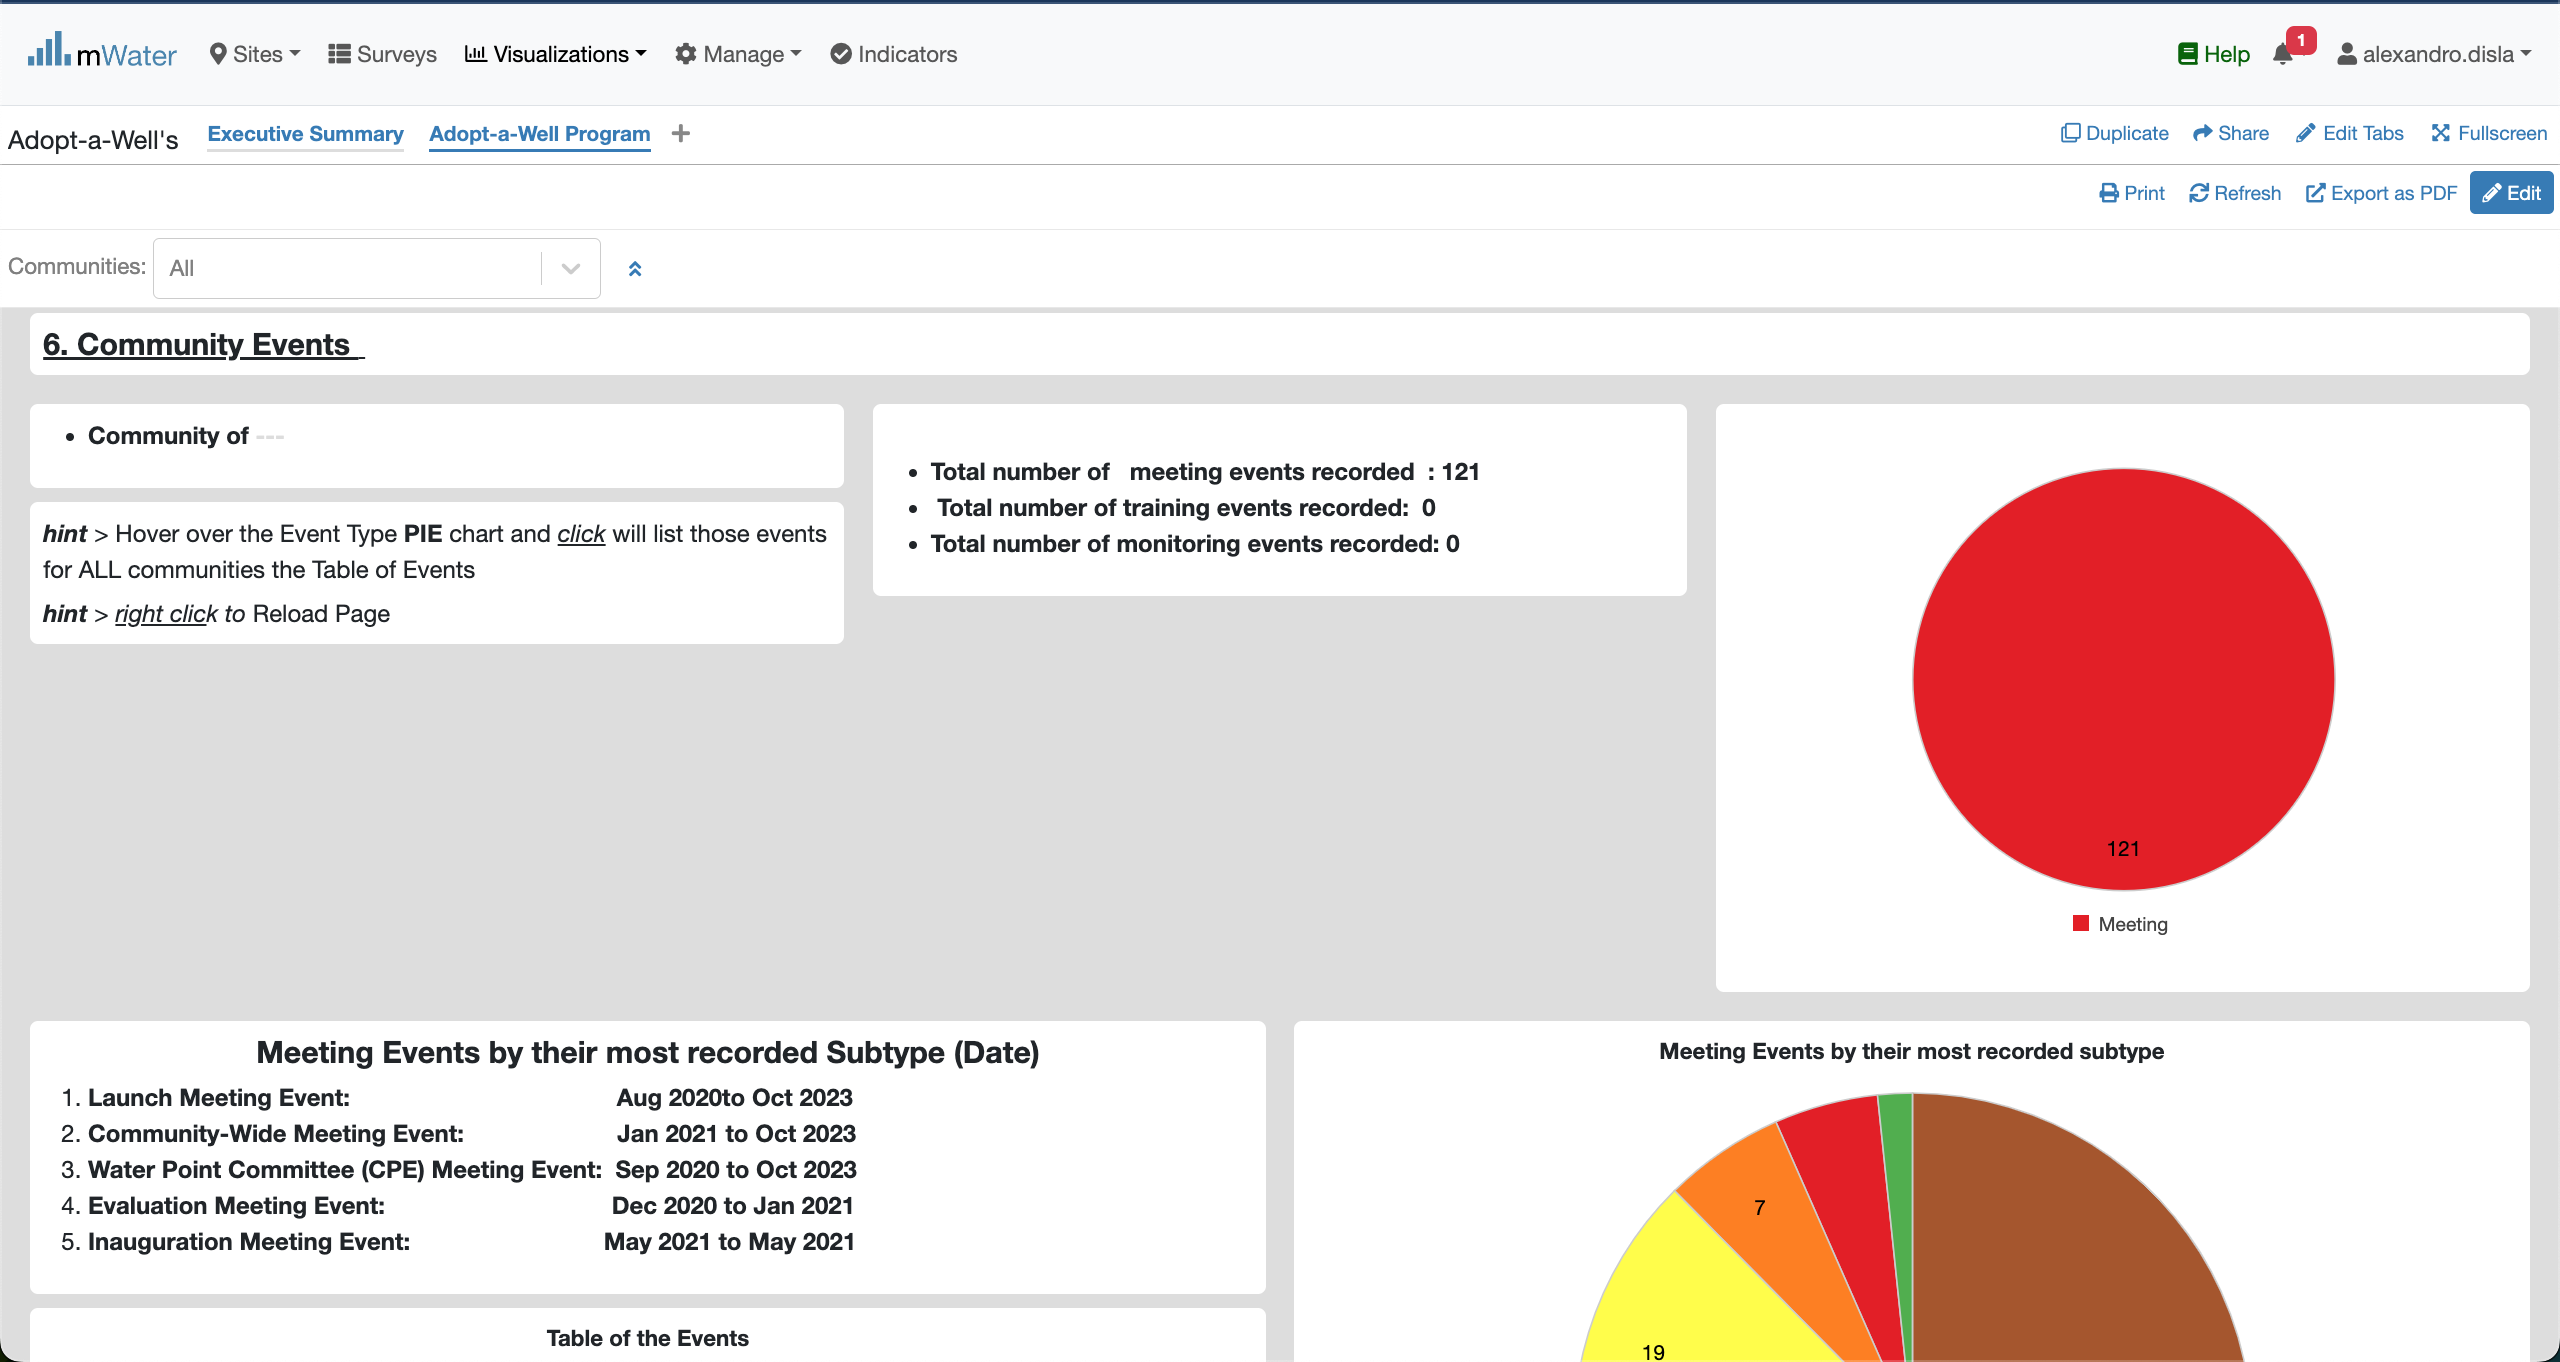 mWater Sites Surveys Visualizations Manage Indicators Help 1 alexandro.disla
Adopt-a-Well's Executive Summary Adopt-a-Well Program + Duplicate Share Edit Tabs Fullscreen
Print Refresh Export as PDF Edit
Communities: All
6. Community Events
• Community of ---
hint > Hover over the Event Type PIE chart and click will list those events
for ALL communities the Table of Events
hint > right click to Reload Page
• Total number of meeting events recorded : 121
• Total number of training events recorded: 0
• Total number of monitoring events recorded: 0
121
Meeting
Meeting Events by their most recorded Subtype (Date)
1. Launch Meeting Event: Aug 2020to Oct 2023
2. Community-Wide Meeting Event: Jan 2021 to Oct 2023
3. Water Point Committee (CPE) Meeting Event: Sep 2020 to Oct 2023
4. Evaluation Meeting Event: Dec 2020 to Jan 2021
5. Inauguration Meeting Event: May 2021 to May 2021
Table of the Events
Meeting Events by their most recorded subtype
7
19